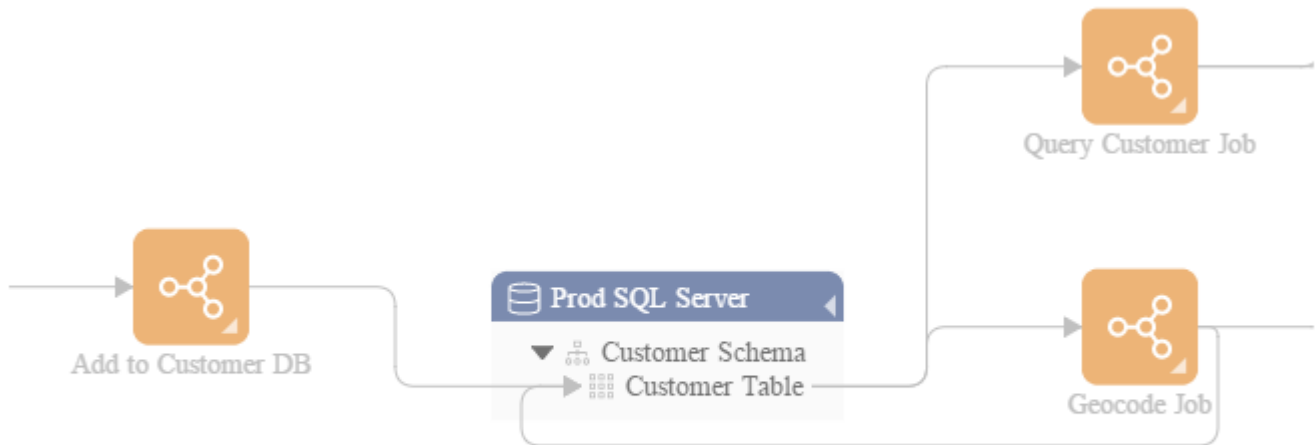 Query Customer Job
Add to Customer DB
Prod SQL Server
Customer Schema
Customer Table
Geocode Job